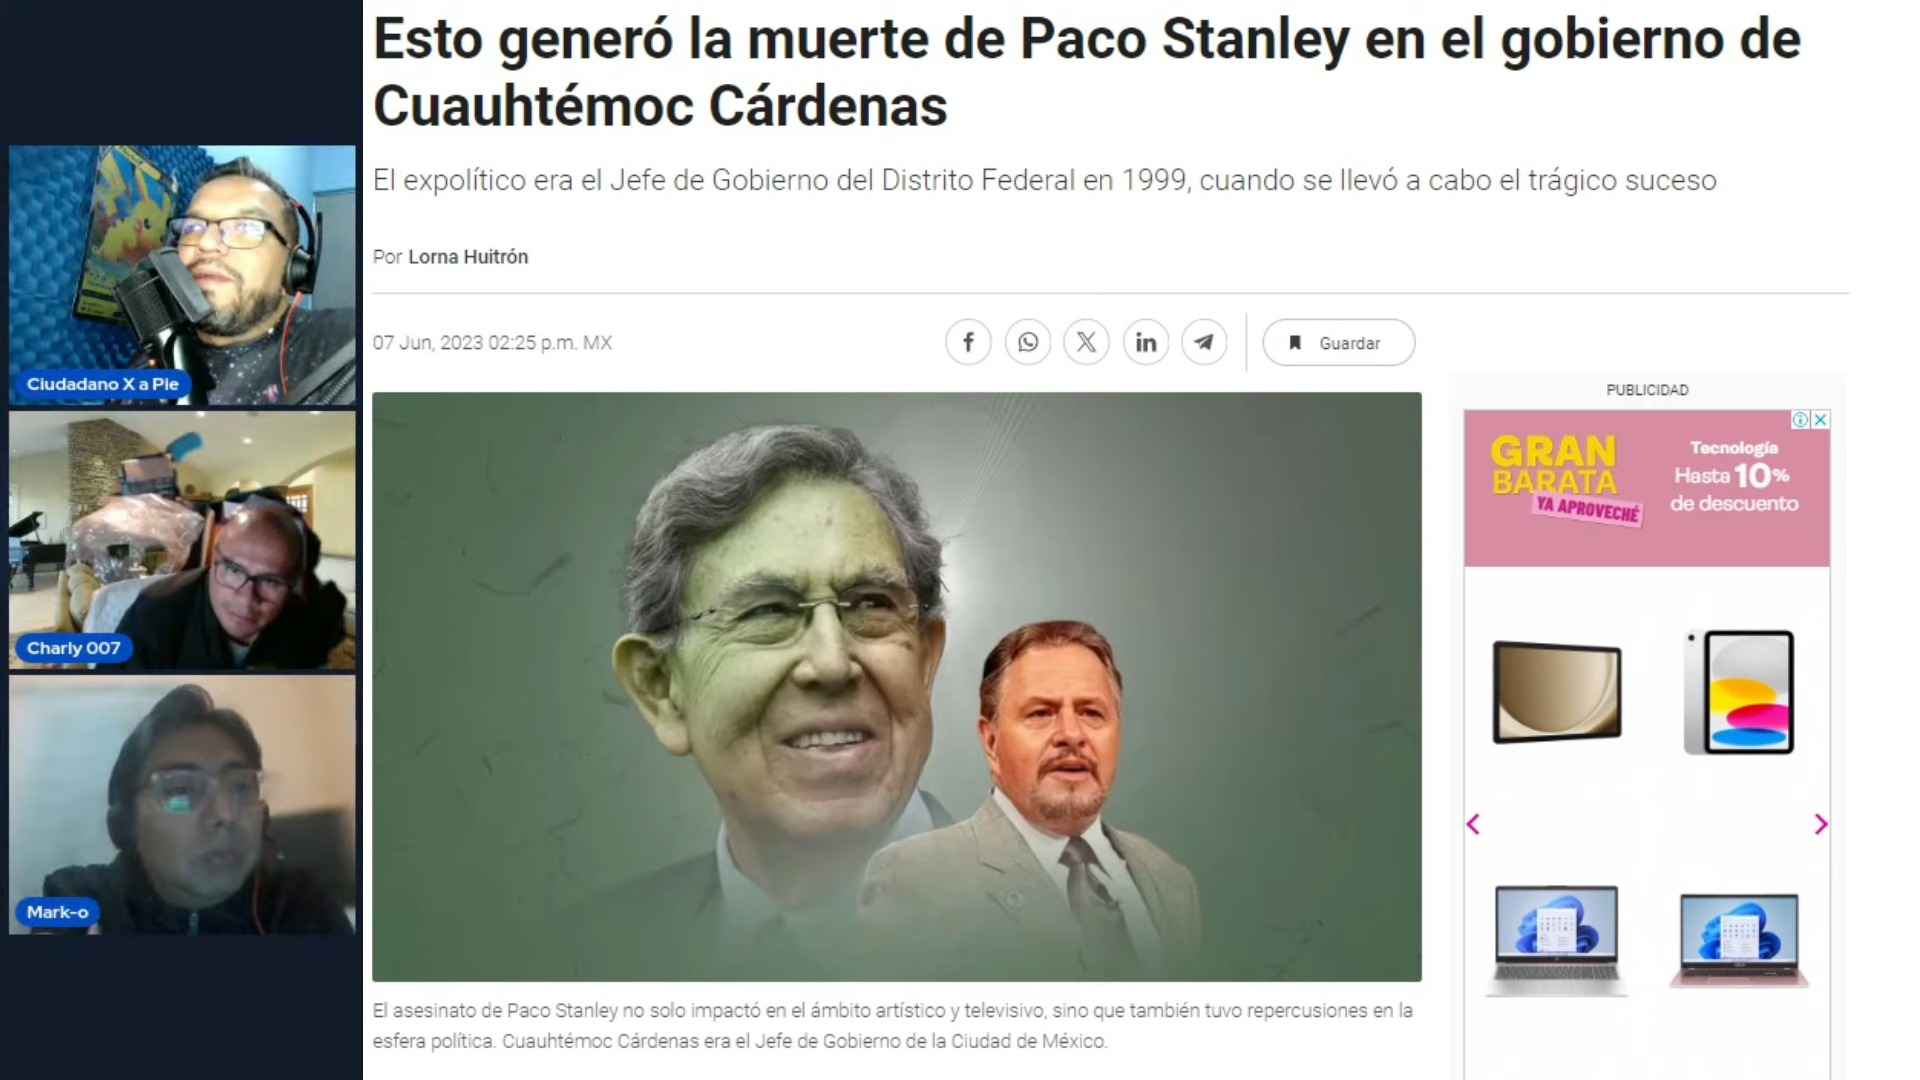 Esto generó la muerte de Paco Stanley en el gobierno de
Cuauhtémoc Cárdenas
El expolítico era el Jefe de Gobierno del Distrito Federal en 1999, cuando se llevó a cabo el trágico suceso
Por Lorna Huitrón
07 Jun, 2023 02:25 p.m. MX
Guardar
PUBLICIDAD
GRAN
BARATA
YA APROVECHÉ
Tecnología
Hasta 10%
de descuento
El asesinato de Paco Stanley no solo impactó en el ámbito artístico y televisivo, sino que también tuvo repercusiones en la
esfera política. Cuauhtémoc Cárdenas era el Jefe de Gobierno de la Ciudad de México.
Ciudadano X a Pie
Charly 007
Mark-o